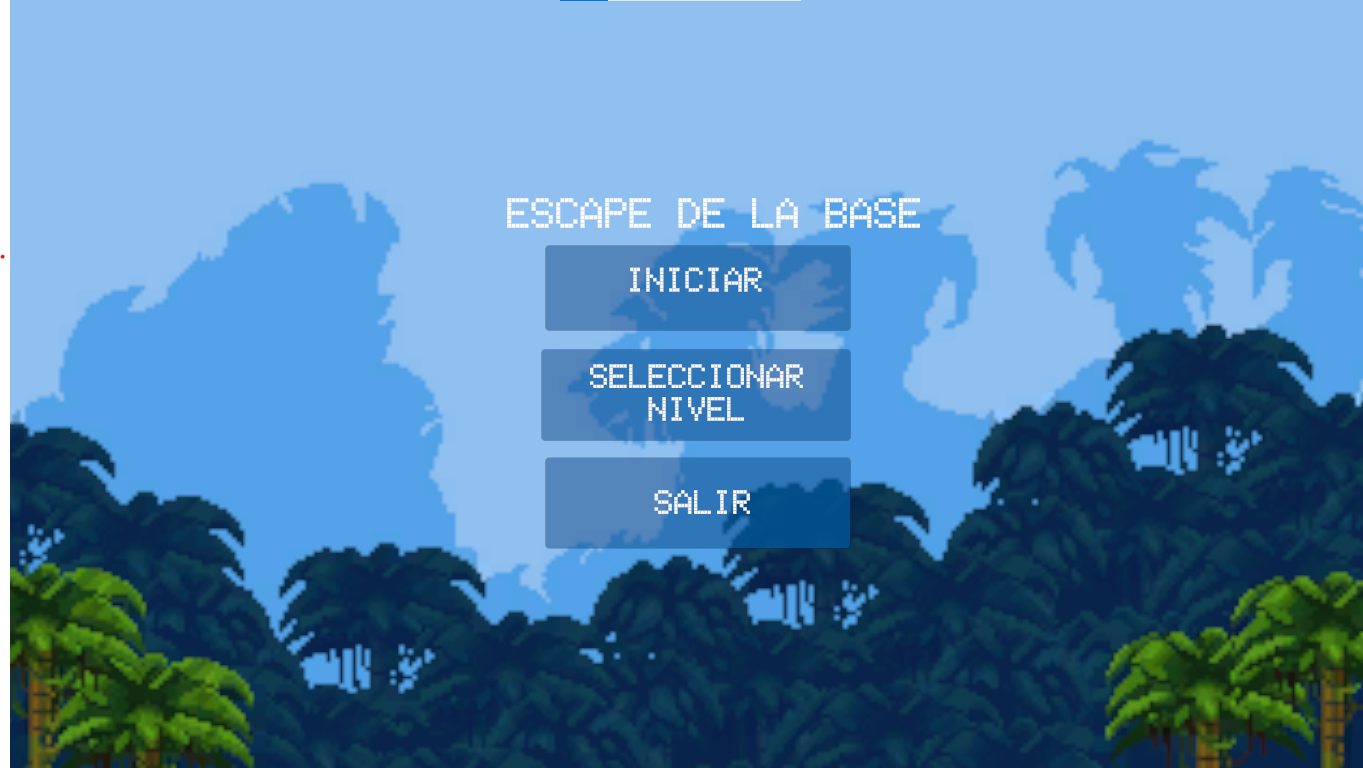 ESCAPE DE LA BASE
INICIAR
SELECCIONAR
NIVEL
SALIR